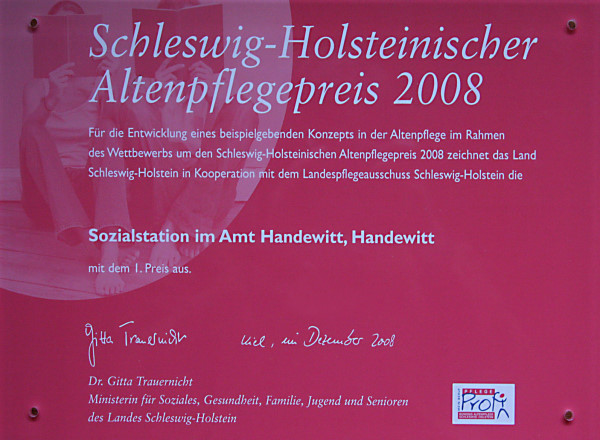 Schleswig-Holsteinischer
Altenpflegepreis 2008
Für die Entwicklung eines beispielgebenden Konzepts in der Altenpflege im Rahmen
des Wettbewerbs um den Schleswig-Holsteinischen Altenpflegepreis 2008 zeichnet das Land
Schleswig-Holstein in Kooperation mit dem Landespflegeausschuss Schleswig-Holstein die
Sozialstation im Amt Handewitt, Handewitt
mit dem 1. Preis aus.
Gitta Trauernicht Kiel, im Dezember 2008
Dr. Gitta Trauernicht
Ministerin für Soziales, Gesundheit, Familie, Jugend und Senioren
des Landes Schleswig-Holstein
PFLEGE
Profi